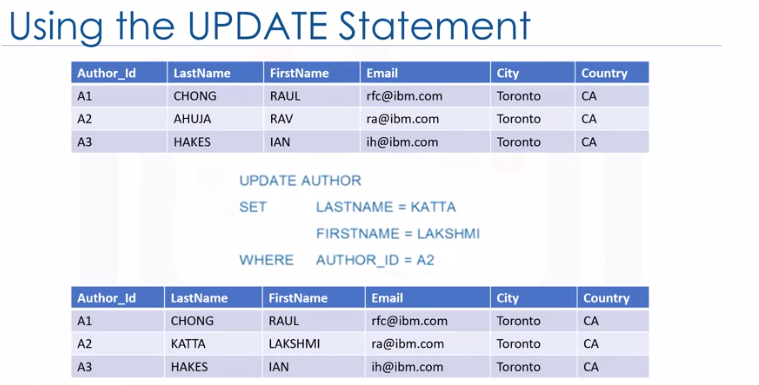 Using the UPDATE Statement
Author_Id LastName FirstName Email City Country
A1 CHONG RAUL rfc@ibm.com Toronto CA
A2 AHUJA RAV ra@ibm.com Toronto CA
A3 HAKES IAN ih@ibm.com Toronto CA
UPDATE AUTHOR
SET LASTNAME = KATTA
FIRSTNAME = LAKSHMI
WHERE AUTHOR_ID = A2
Author_Id LastName FirstName Email City Country
A1 CHONG RAUL rfc@ibm.com Toronto CA
A2 KATTA LAKSHMI ra@ibm.com Toronto CA
A3 HAKES IAN ih@ibm.com Toronto CA